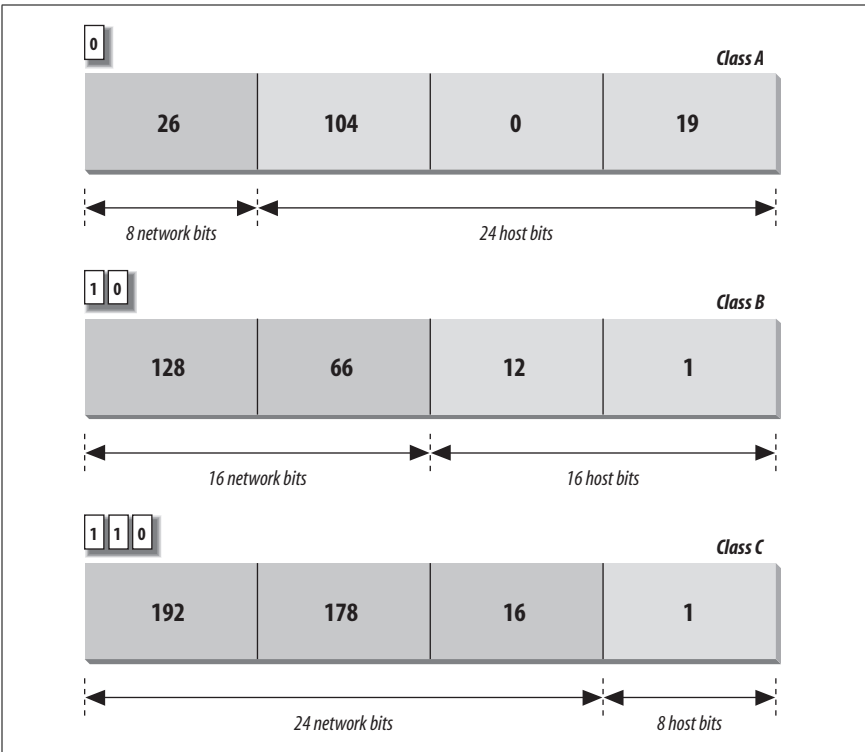 0
Class A
26 104 0 19
8 network bits 24 host bits
1 0
Class B
128 66 12 1
16 network bits 16 host bits
1 1 0
Class C
192 178 16 1
24 network bits 8 host bits